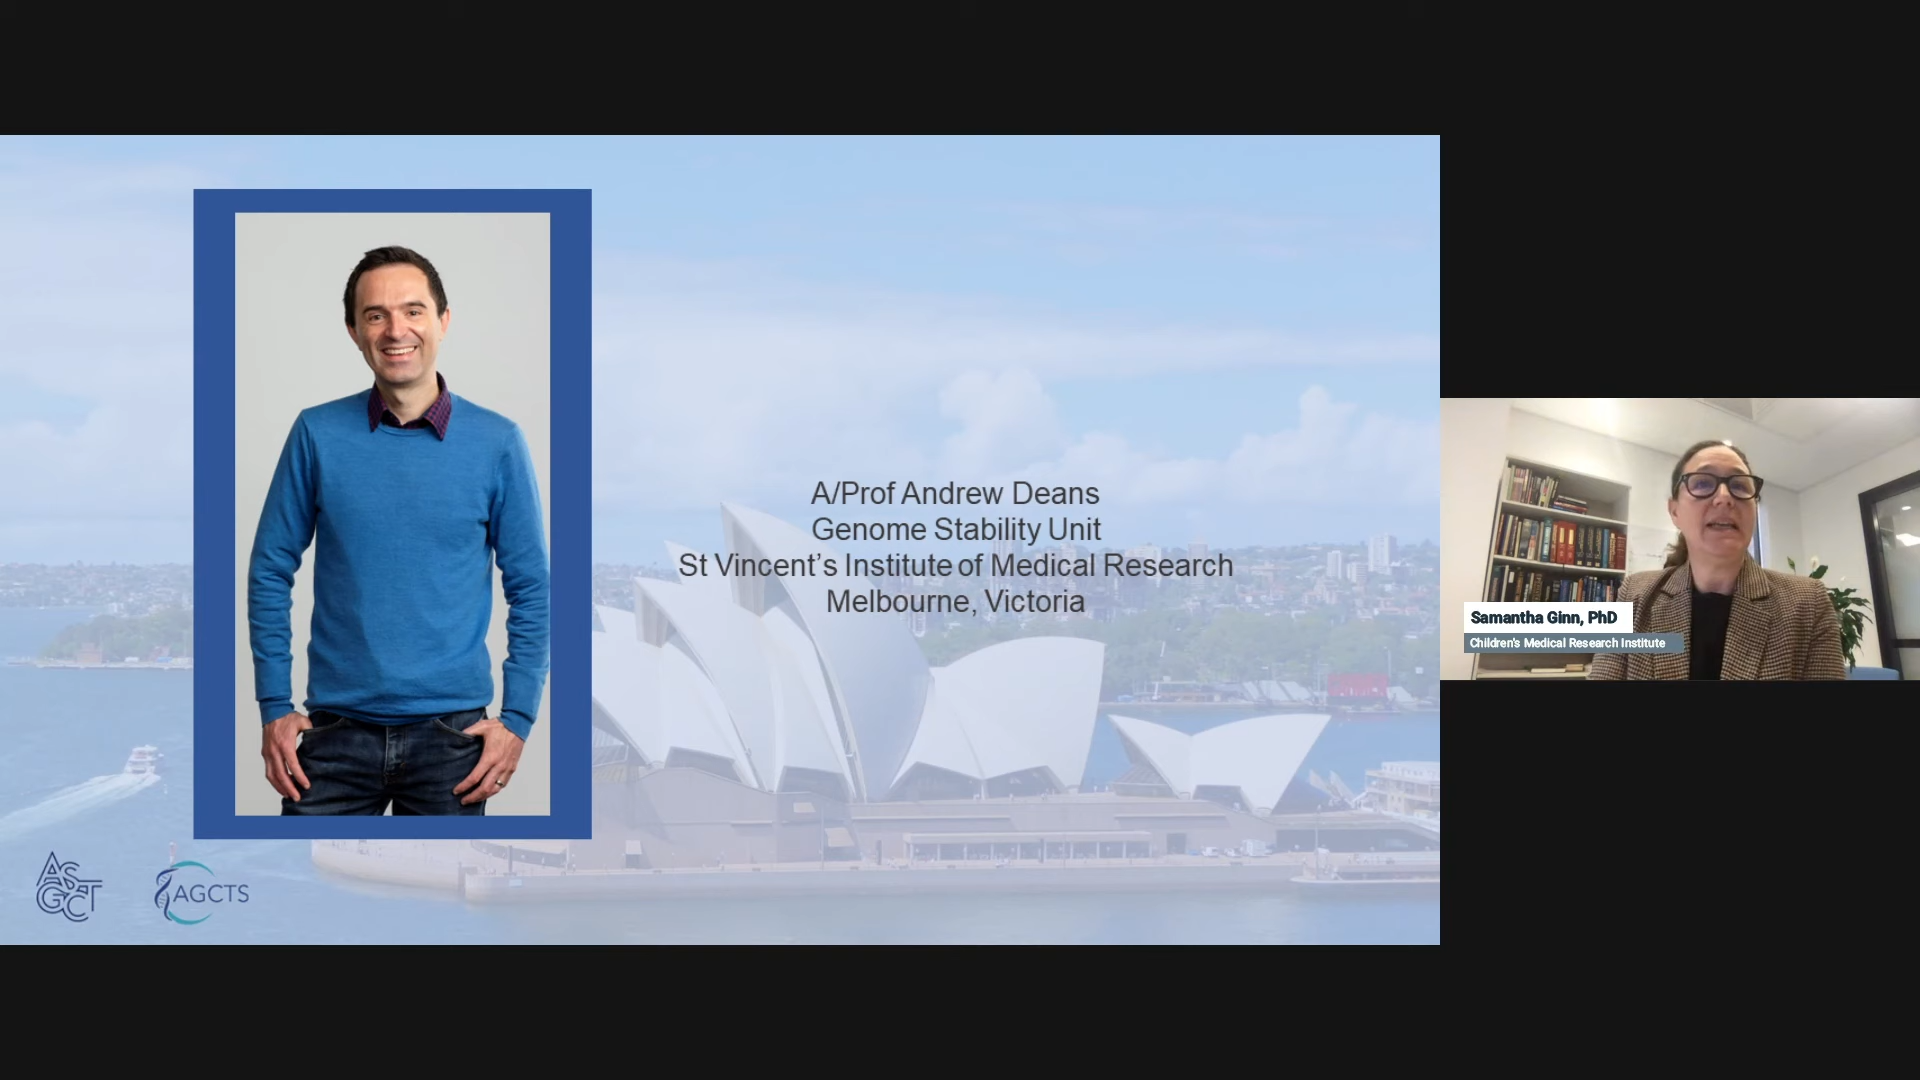 A/Prof Andrew Deans
Genome Stability Unit
St Vincent's Institute of Medical Research
Melbourne, Victoria
ASGCT
AGCTS
Samantha Ginn, PhD
Children's Medical Research Institute